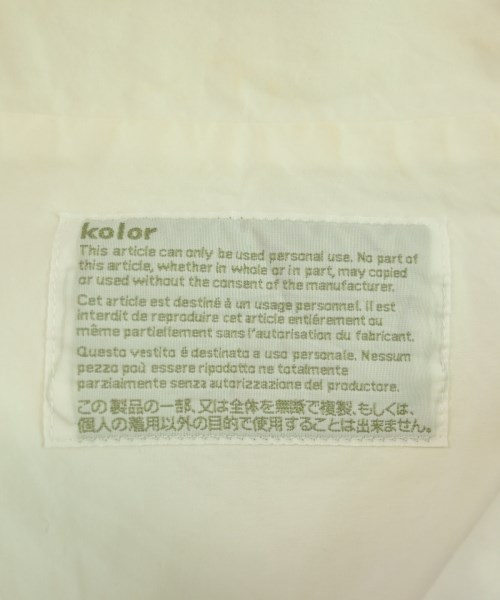 kolor
This article can only be used personal use. No part of
this article, whether in whole or in part, may copied
or used without the consent of the manufacturer.
Cet article est destiné à un usage personnel. Il est
interdit de reproduire cet article entiérement ou
même partiellement sans l'autorisation du fabricant.
Questo vestito é destinato a uso personale. Nessum
pezzo poù essere ripodotto ne totalmente
parziaimente senza autorizzazione del productore.
この製品の一部、又は全体を無断で複製、もしくは、
個人の着用以外の目的で使用することは出来ません。